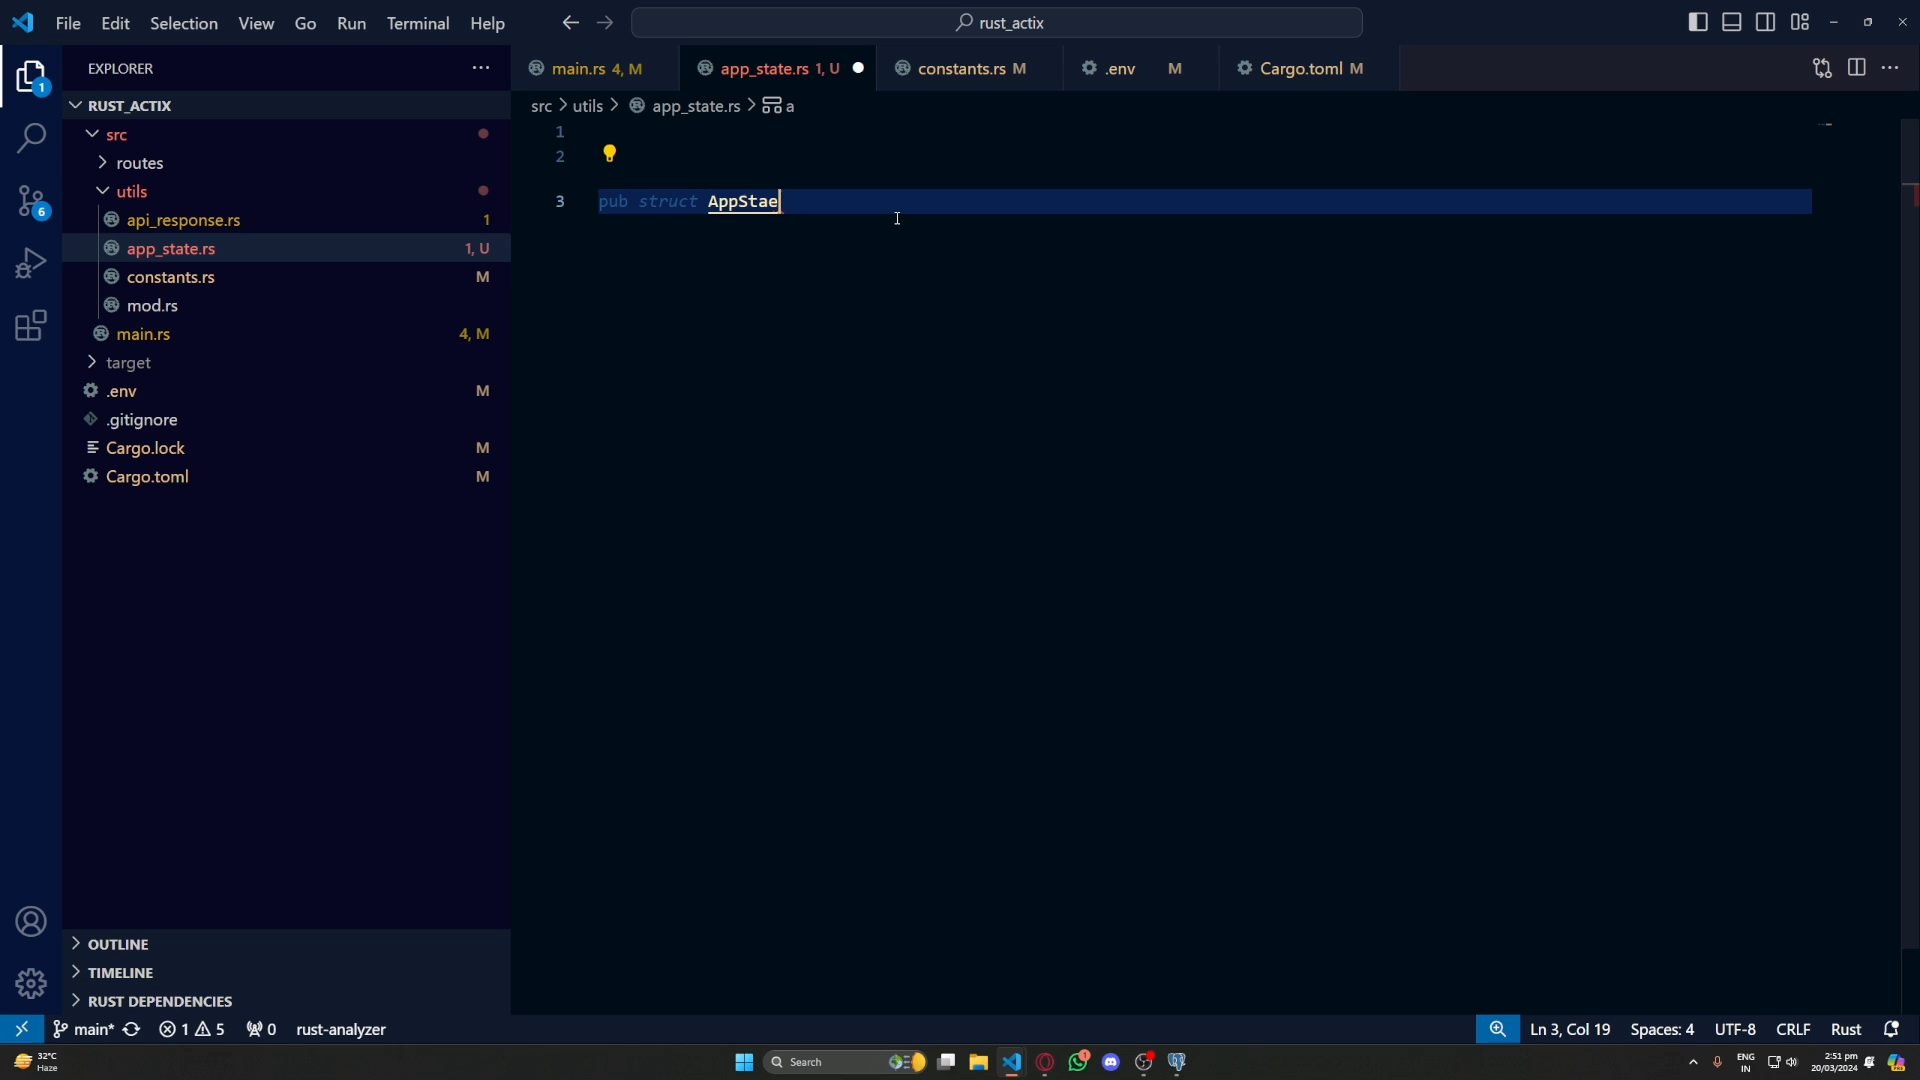 File Edit Selection View Go Run Terminal Help rust_actix
EXPLORER
main.rs 4, M app_state.rs 1, U constants.rs M .env M Cargo.toml M
RUST_ACTIX
src > utils > app_state.rs > a
src
routes
utils
api_response.rs 1
app_state.rs 1, U
constants.rs M
mod.rs
main.rs 4, M
target
.env M
.gitignore
Cargo.lock M
Cargo.toml M
1
2
3 pub struct AppStae
OUTLINE
TIMELINE
RUST DEPENDENCIES
main* 1 5 0 rust-analyzer Ln 3, Col 19 Spaces: 4 UTF-8 CRLF Rust
1
6
32°C
Haze
Search
1
ENG
IN
2:51 pm
20/03/2024